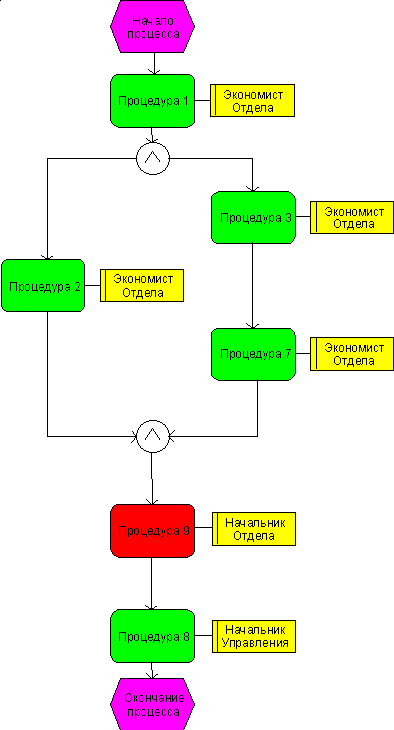 Начало
процесса
Процедура 1
Экономист
Отдела
Процедура 3
Экономист
Отдела
Процедура 2
Экономист
Отдела
Процедура 7
Экономист
Отдела
Процедура 9
Начальник
Отдела
Процедура 8
Начальник
Управления
Окончание
процесса